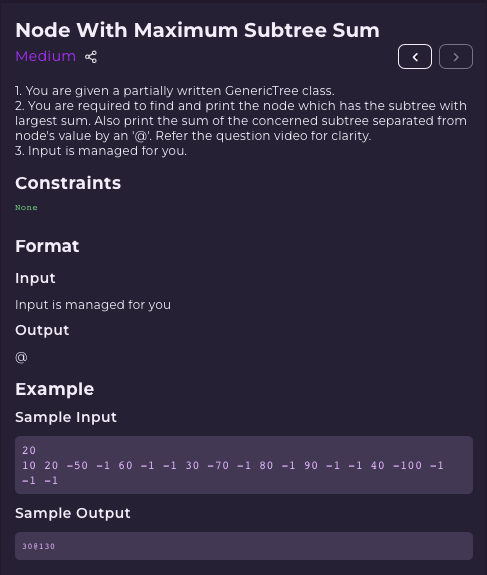 Node With Maximum Subtree Sum
Medium
1. You are given a partially written GenericTree class.
2. You are required to find and print the node which has the subtree with
largest sum. Also print the sum of the concerned subtree separated from
node's value by an '@'. Refer the question video for clarity.
3. Input is managed for you.
Constraints
None
Format
Input
Input is managed for you
Output
@
Example
Sample Input
20
10 20 -50 -1 60 -1 -1 30 -70 -1 80 -1 90 -1 -1 40 -100 -1
-1 -1
Sample Output
30@130